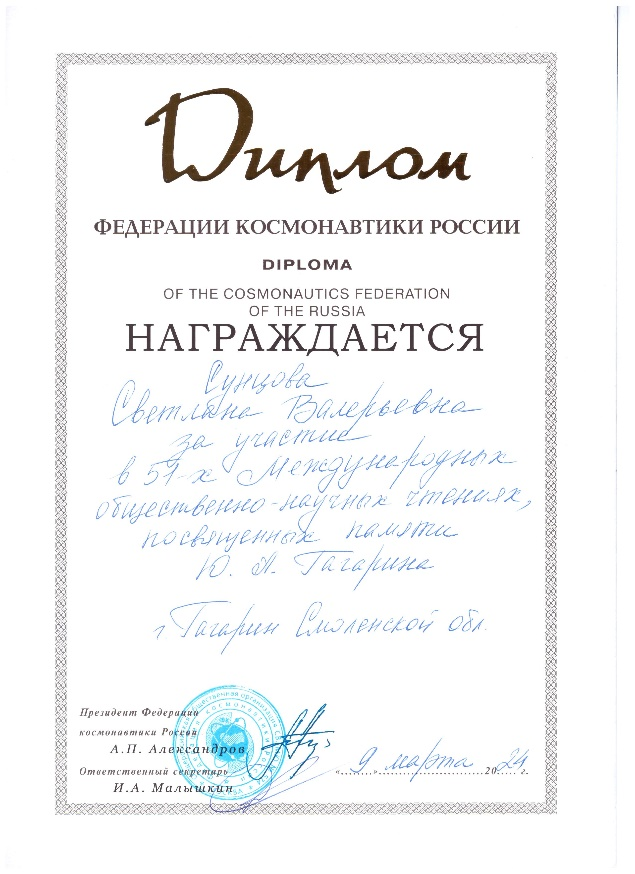 Диплом
ФЕДЕРАЦИИ КОСМОНАВТИКИ РОССИИ
DIPLOMA
OF THE COSMONAUTICS FEDERATION
OF THE RUSSIA
НАГРАЖДАЕТСЯ
Сунцова
Светлана Валерьевна
за участие
в 51-х Международных
общественно-научных чтениях,
посвященных памяти
Ю. А. Гагарина
г Гагарин Смоленской обл.
Президент Федерации
космонавтики России
А.П. Александров
Ответственный секретарь
И.А. Малышкин
«9» марта 2024 г.